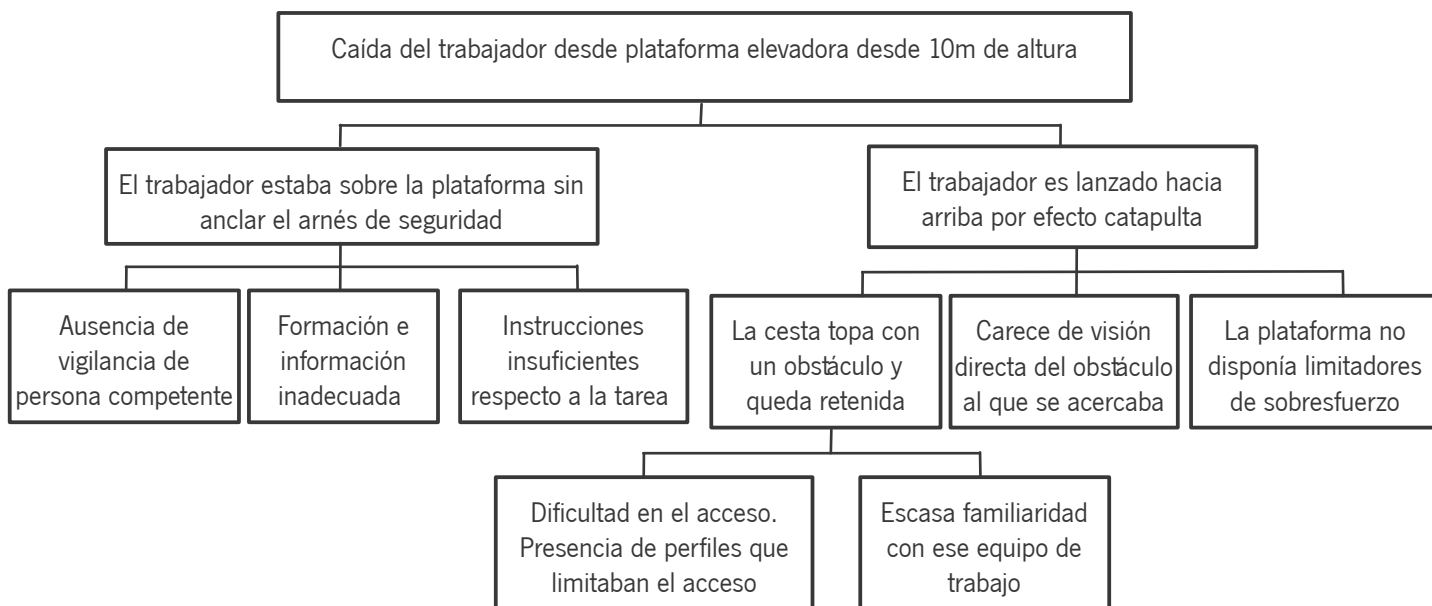 Caída del trabajador desde plataforma elevadora desde 10m de altura
El trabajador estaba sobre la plataforma sin
anclar el arnés de seguridad
El trabajador es lanzado hacia
arriba por efecto catapulta
Ausencia de
vigilancia de
persona competente
Formación e
información
inadecuada
Instrucciones
insuficientes
respecto a la tarea
La cesta topa con
un obstáculo y
queda retenida
Carece de visión
directa del obstáculo
al que se acercaba
La plataforma no
disponía limitadores
de sobresfuerzo
Dificultad en el acceso.
Presencia de perfiles que
limitaban el acceso
Escasa familiaridad
con ese equipo de
trabajo